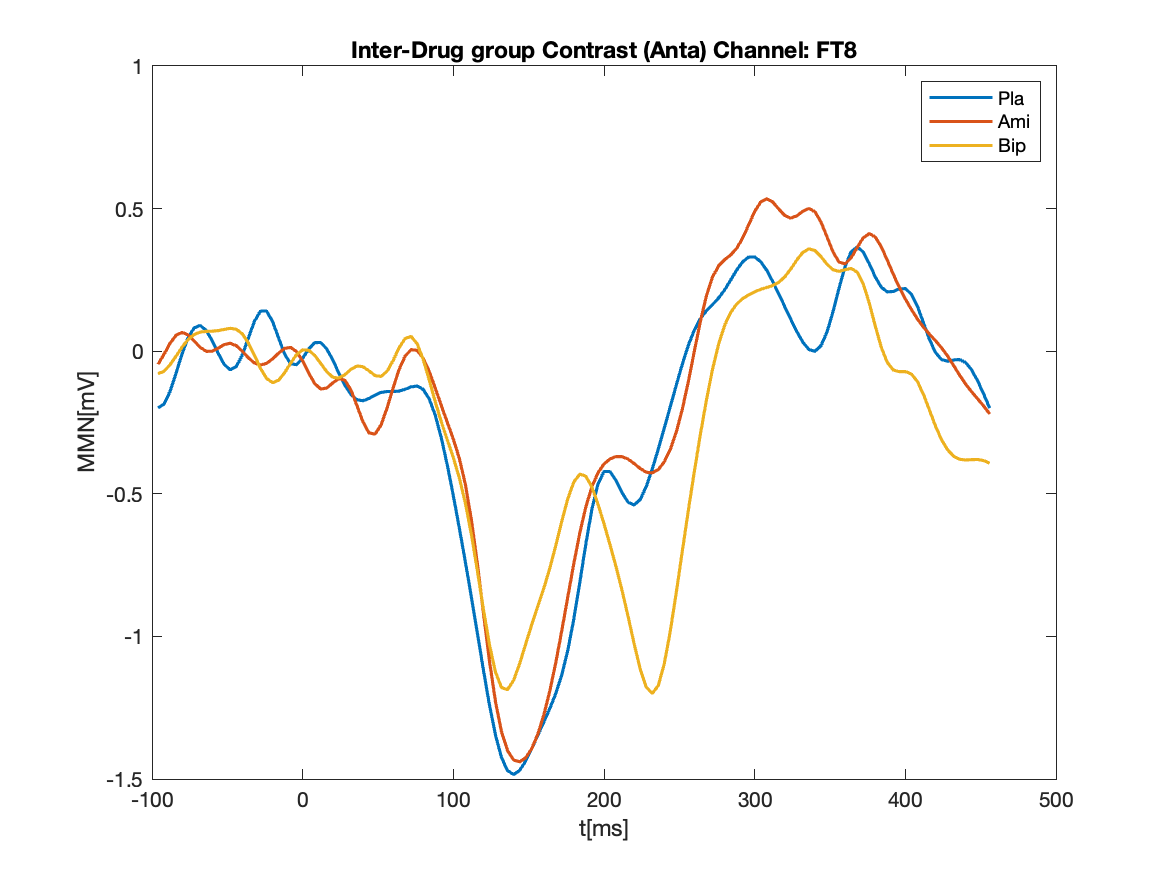 Inter-Drug group Contrast (Anta) Channel: FT8
1
0.5
0
-0.5
-1
-1.5
MMN[mV]
-100 0 100 200 300 400 500
t[ms]
Pla
Ami
Bip